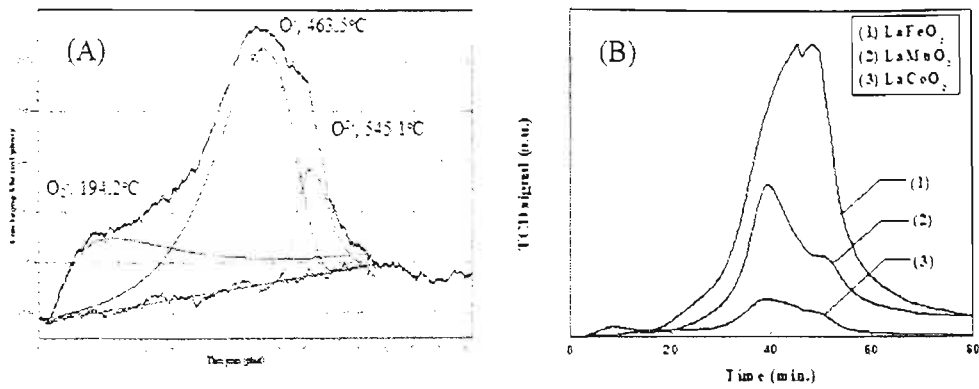 (A)
O⁻, 463.5°C
O²⁻, 545.1°C
O₂⁻, 194.2°C
(B)
(1) LaFeO₃
(2) LaMnO₃
(3) LaCoO₃
(1)
(2)
(3)
TCD signal (a.u.)
0 20 40 60 80
Time (min.)